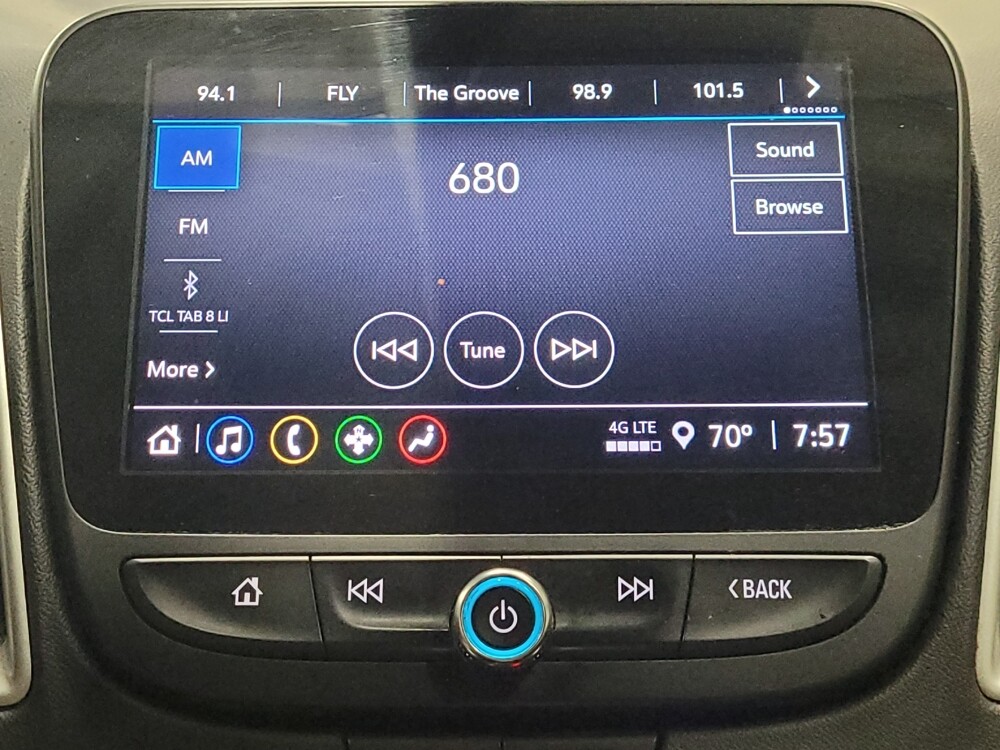 94.1 | FLY | The Groove | 98.9 | 101.5 |
AM
680
Sound
FM
Browse
TCL TAB 8 LI
Tune
More >
4G LTE
70° | 7:57
<BACK